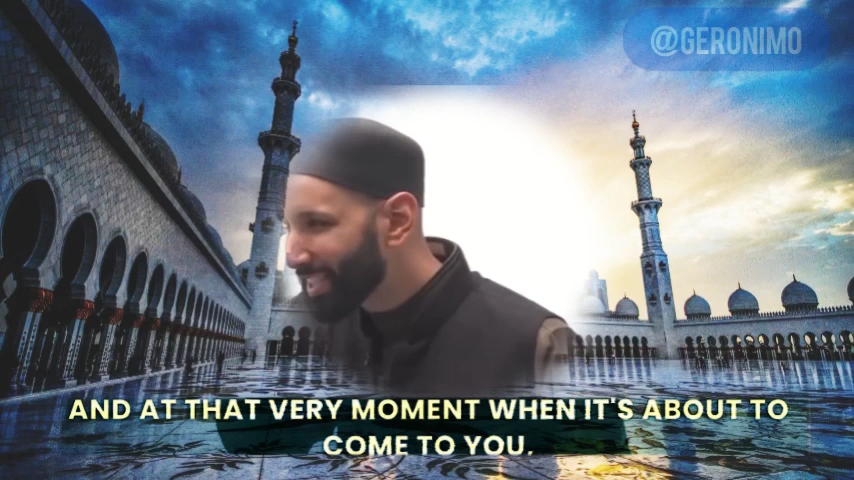 @GERONIMO
AND AT THAT VERY MOMENT WHEN IT'S ABOUT TO
COME TO YOU.